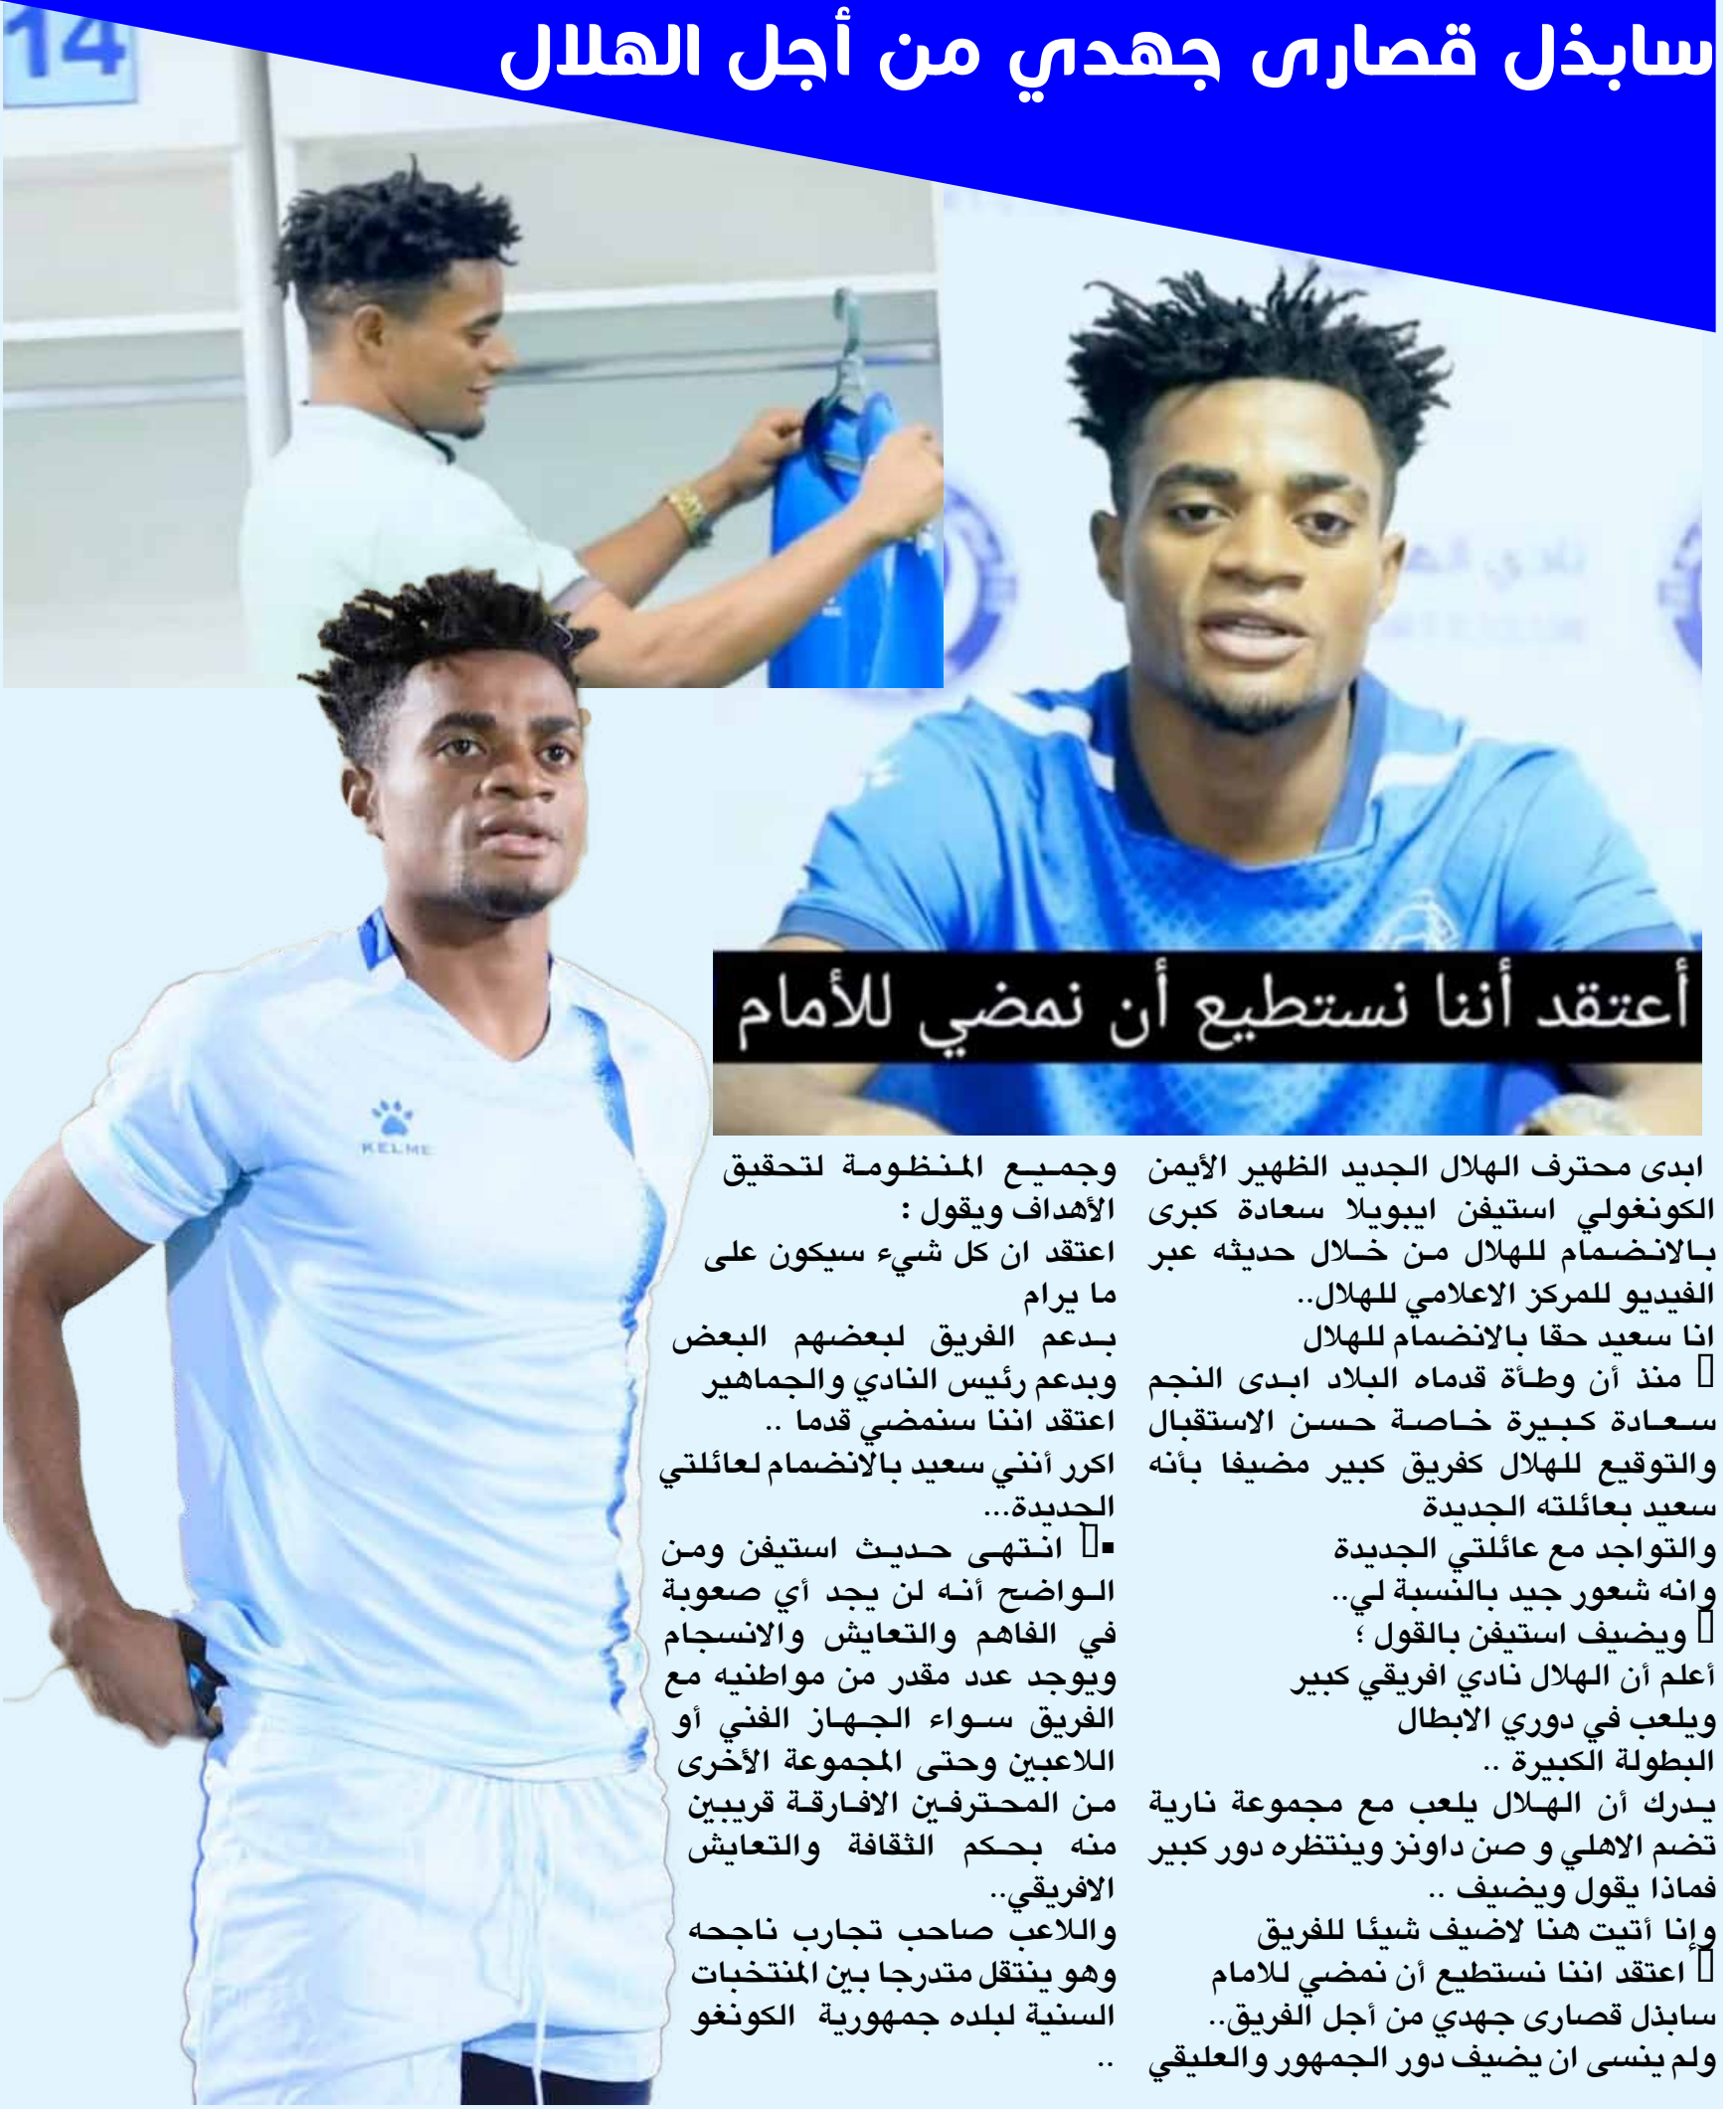 سابذل قصارى جهدي من أجل الهلال
14
نادي
KELME
أعتقد أننا نستطيع أن نمضي للأمام
ابدى محترف الهلال الجديد الظهير الأيمن
الكونغولي استيفن ايبويلا سعادة كبرى
بالانضمام للهلال من خلال حديثه عبر
الفيديو للمركز الاعلامي للهلال..
انا سعيد حقا بالانضمام للهلال
منذ أن وطأة قدماه البلاد ابدى النجم
سعادة كبيرة خاصة حسن الاستقبال
والتوقيع للهلال كفريق كبير مضيفا بأنه
سعيد بعائلته الجديدة
والتواجد مع عائلتي الجديدة
وانه شعور جيد بالنسبة لي..
ويضيف استيفن بالقول ؛
أعلم أن الهلال نادي افريقي كبير
ويلعب في دوري الابطال
البطولة الكبيرة ..
يدرك أن الهلال يلعب مع مجموعة نارية
تضم الاهلي و صن داونز وينتظره دور كبير
فماذا يقول ويضيف ..
وإنا أتيت هنا لاضيف شيئا للفريق
اعتقد اننا نستطيع أن نمضي للامام
سابذل قصارى جهدي من أجل الفريق..
ولم ينسى ان يضيف دور الجمهور والعليقي
وجميع المنظومة لتحقيق
الأهداف ويقول :
اعتقد ان كل شيء سيكون على
ما يرام
بدعم الفريق لبعضهم البعض
وبدعم رئيس النادي والجماهير
اعتقد اننا سنمضي قدما ..
اكرر أنني سعيد بالانضمام لعائلتي
الجديدة...
▪ انتهى حديث استيفن ومن
الواضح أنه لن يجد أي صعوبة
في الفاهم والتعايش والانسجام
ويوجد عدد مقدر من مواطنيه مع
الفريق سواء الجهاز الفني أو
اللاعبين وحتى المجموعة الأخرى
من المحترفين الافارقة قريبين
منه بحكم الثقافة والتعايش
الافريقي..
واللاعب صاحب تجارب ناجحه
وهو ينتقل متدرجا بين المنتخبات
السنية لبلده جمهورية الكونغو
..